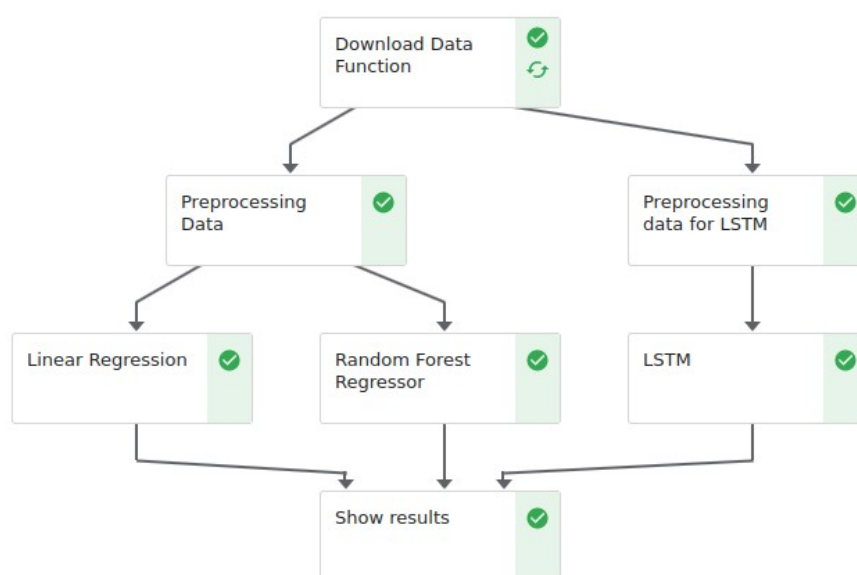 Download Data
Function
Preprocessing
Data
Preprocessing
data for LSTM
Linear Regression
Random Forest
Regressor
LSTM
Show results